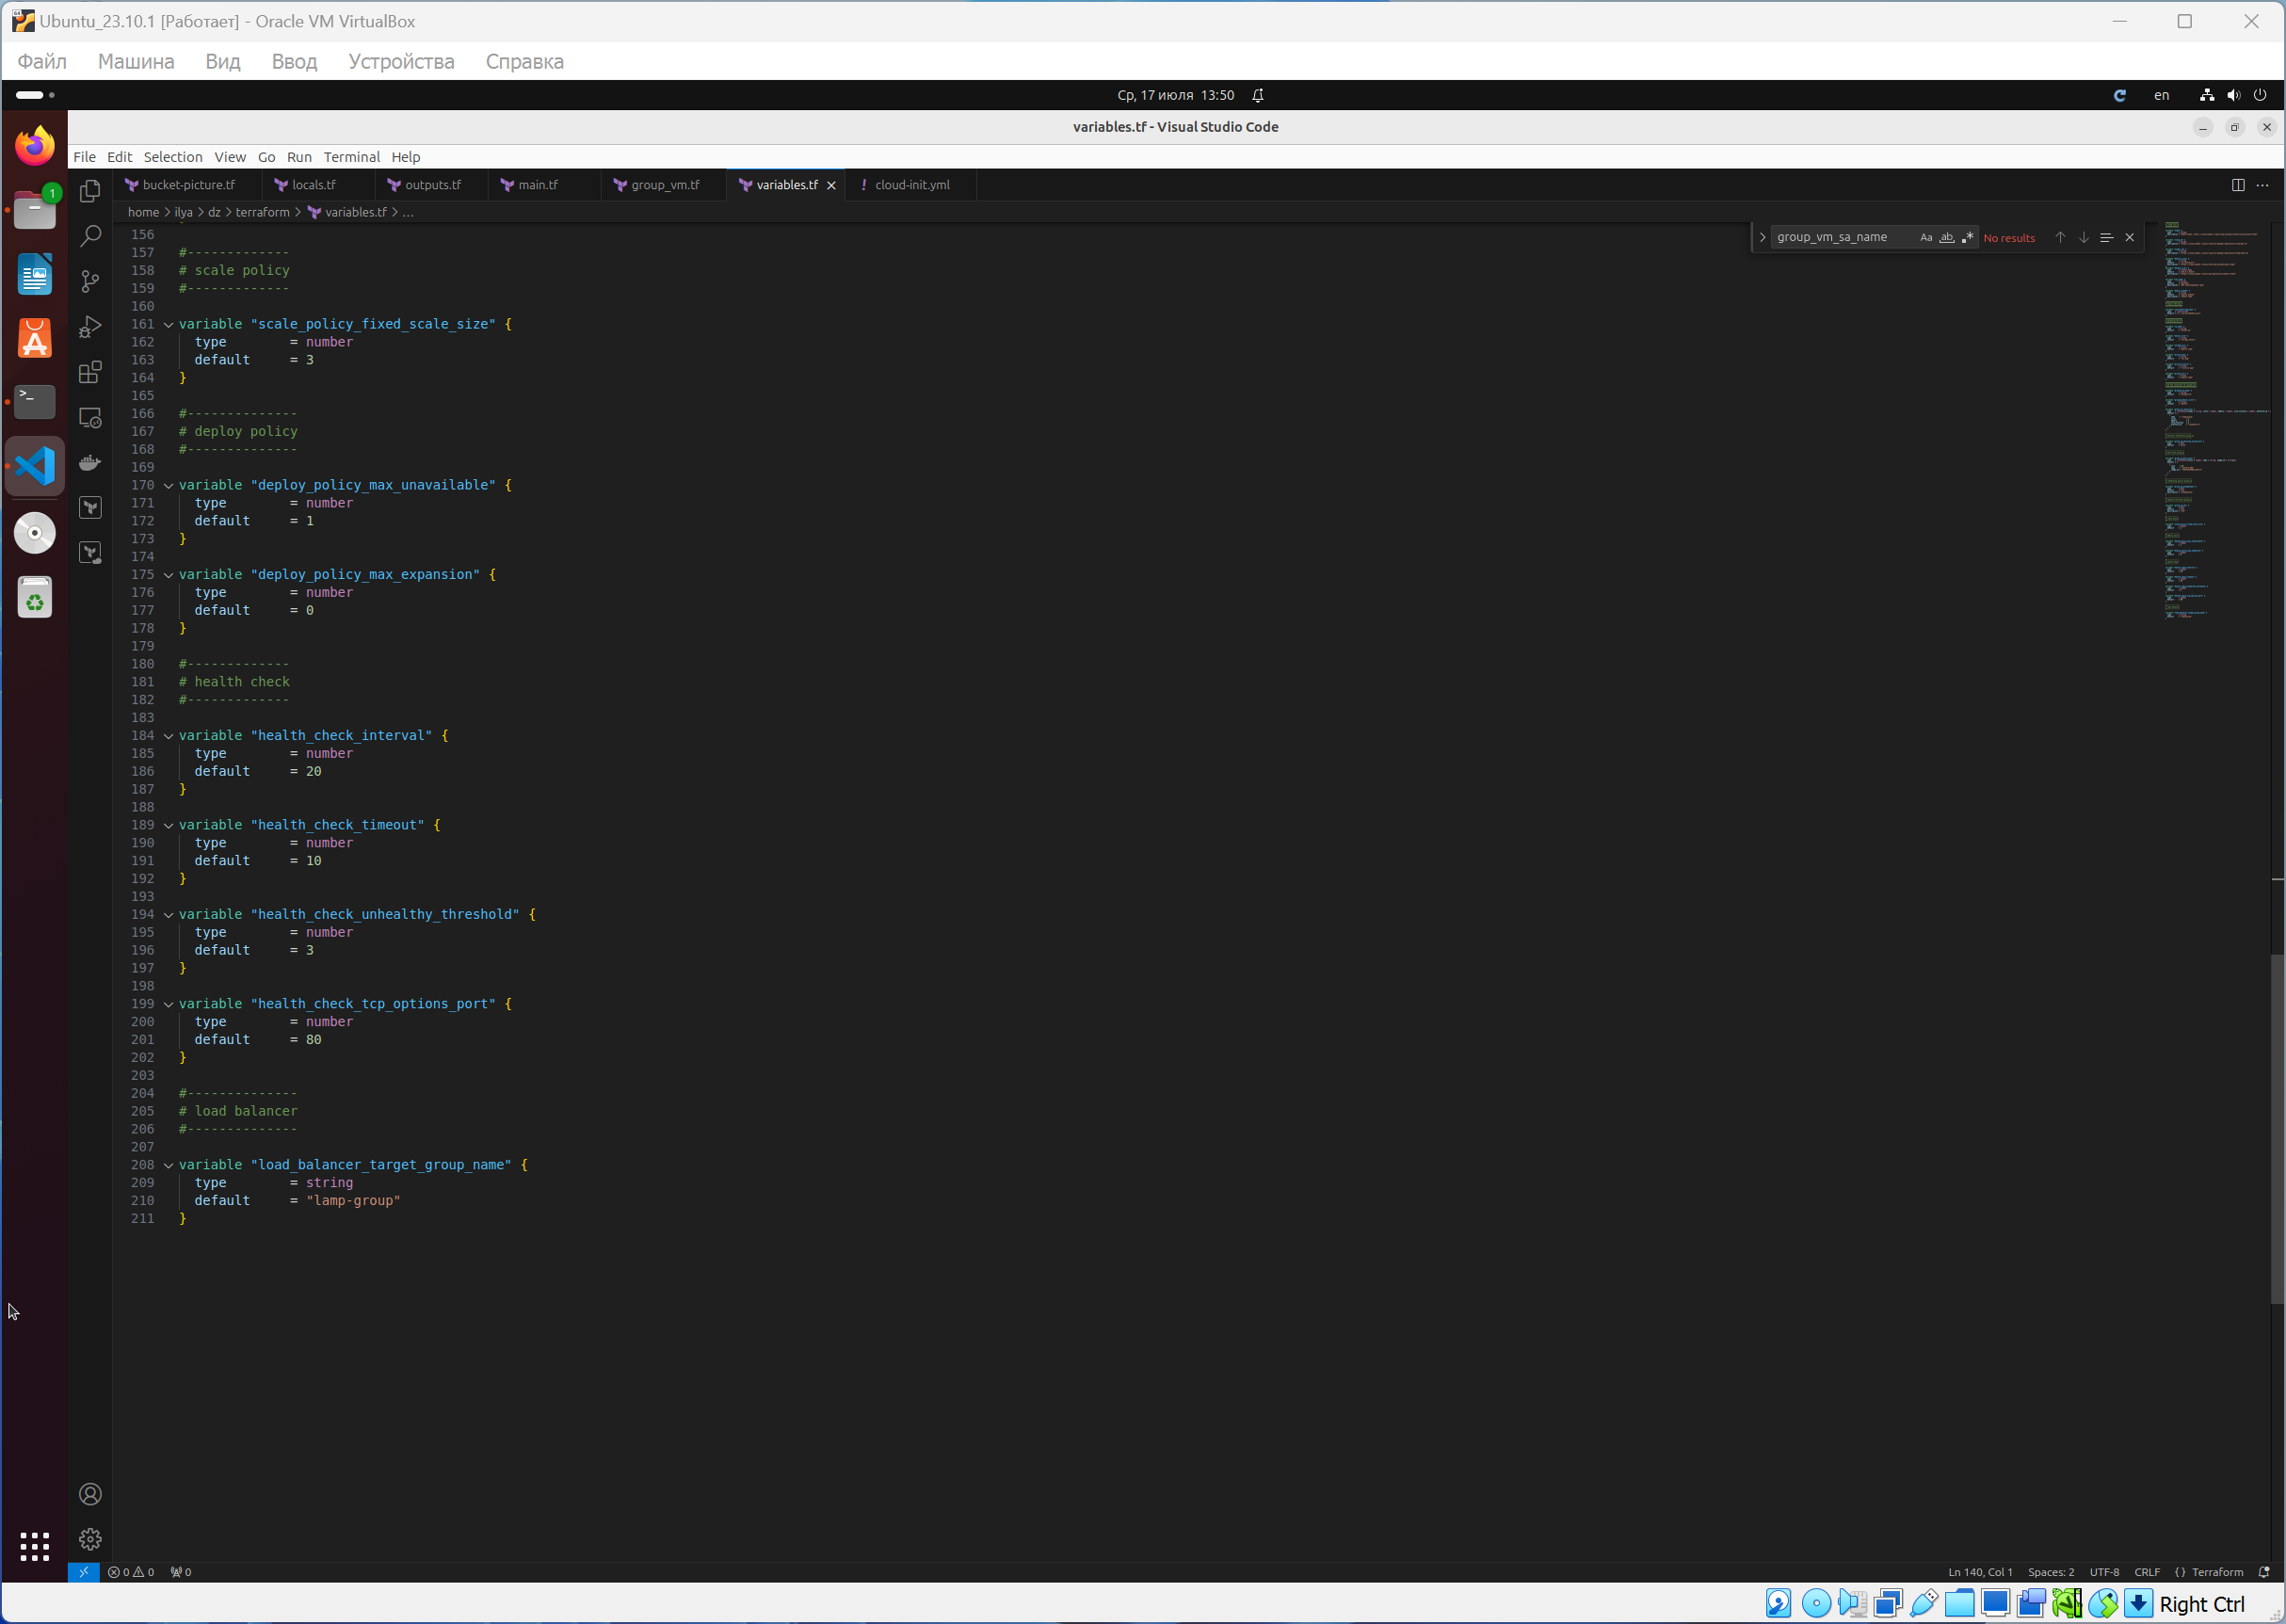 Ubuntu_23.10.1 [Работает] - Oracle VM VirtualBox
Файл Машина Вид Ввод Устройства Справка
Ср, 17 июля 13:50
en
variables.tf - Visual Studio Code
File Edit Selection View Go Run Terminal Help
bucket-picture.tf locals.tf outputs.tf main.tf group_vm.tf variables.tf ! cloud-init.yml
home > ilya > dz > terraform > variables.tf > ...
group_vm_sa_name Aa ab .* No results
1
156
157 #-------------
158 # scale policy
159 #-------------
160
161 variable "scale_policy_fixed_scale_size" {
162 type = number
163 default = 3
164 }
165
166 #--------------
167 # deploy policy
168 #--------------
169
170 variable "deploy_policy_max_unavailable" {
171 type = number
172 default = 1
173 }
174
175 variable "deploy_policy_max_expansion" {
176 type = number
177 default = 0
178 }
179
180 #-------------
181 # health check
182 #-------------
183
184 variable "health_check_interval" {
185 type = number
186 default = 20
187 }
188
189 variable "health_check_timeout" {
190 type = number
191 default = 10
192 }
193
194 variable "health_check_unhealthy_threshold" {
195 type = number
196 default = 3
197 }
198
199 variable "health_check_tcp_options_port" {
200 type = number
201 default = 80
202 }
203
204 #--------------
205 # load balancer
206 #--------------
207
208 variable "load_balancer_target_group_name" {
209 type = string
210 default = "lamp-group"
211 }
0 0 0 Ln 140, Col 1 Spaces: 2 UTF-8 CRLF {} Terraform
Right Ctrl